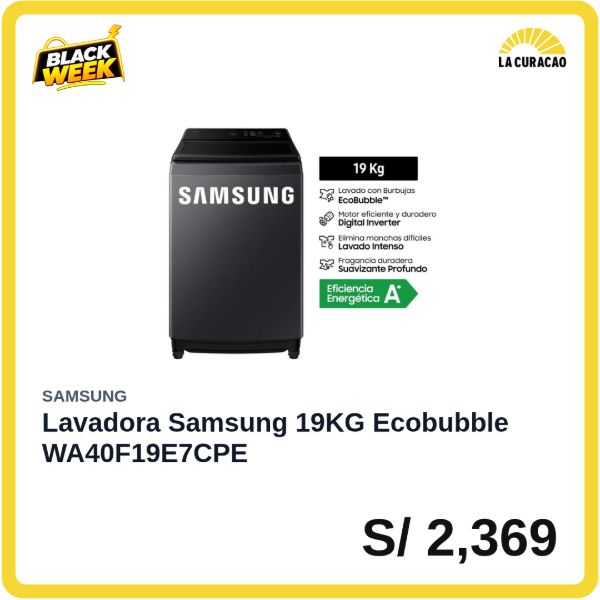 BLACK
WEEK
LA CURACAO
SAMSUNG
19 Kg
Lavado con Burbujas
EcoBubble™
Motor eficiente y duradero
Digital Inverter
Elimina manchas difíciles
Lavado Intenso
Fragancia duradera
Suavizante Profundo
Eficiencia
Energética A*
SAMSUNG
Lavadora Samsung 19KG Ecobubble
WA40F19E7CPE
S/ 2,369